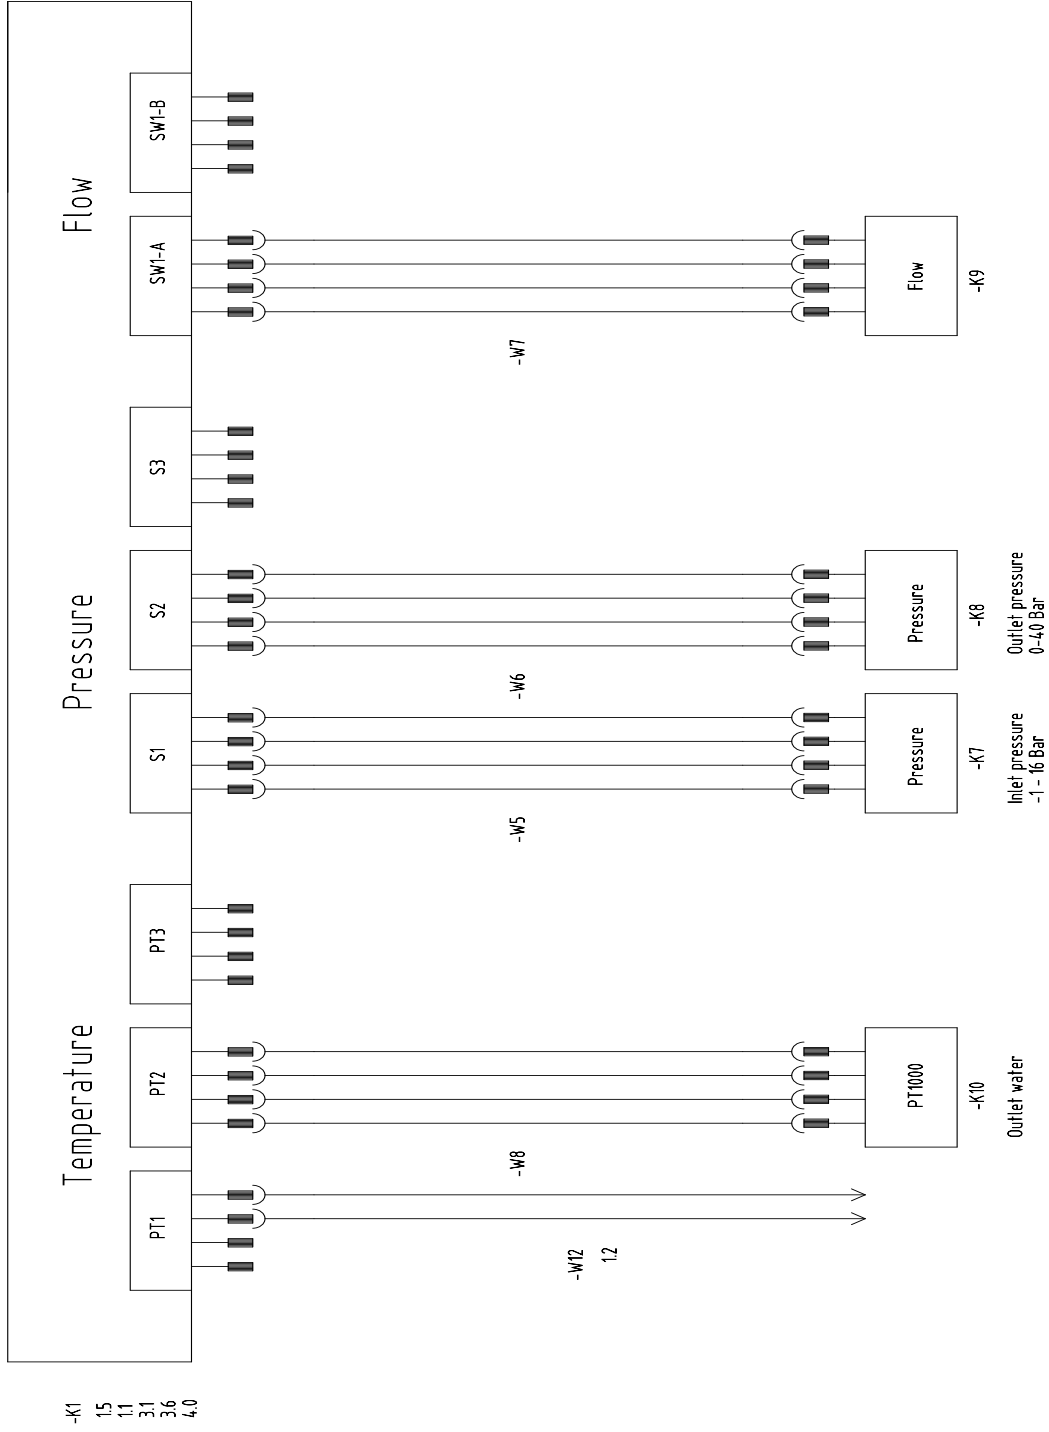 -K1
1.5
1.1
3.1
3.6
4.0
Temperature
Pressure
Flow
PT1
PT2
PT3
S1
S2
S3
SW1-A
SW1-B
-W12
1.2
-W8
-W5
-W6
-W7
PT1000
-K10
Outlet water
Pressure
-K7
Inlet pressure
-1 - 16 Bar
Pressure
-K8
Outlet pressure
0-40 Bar
Flow
-K9